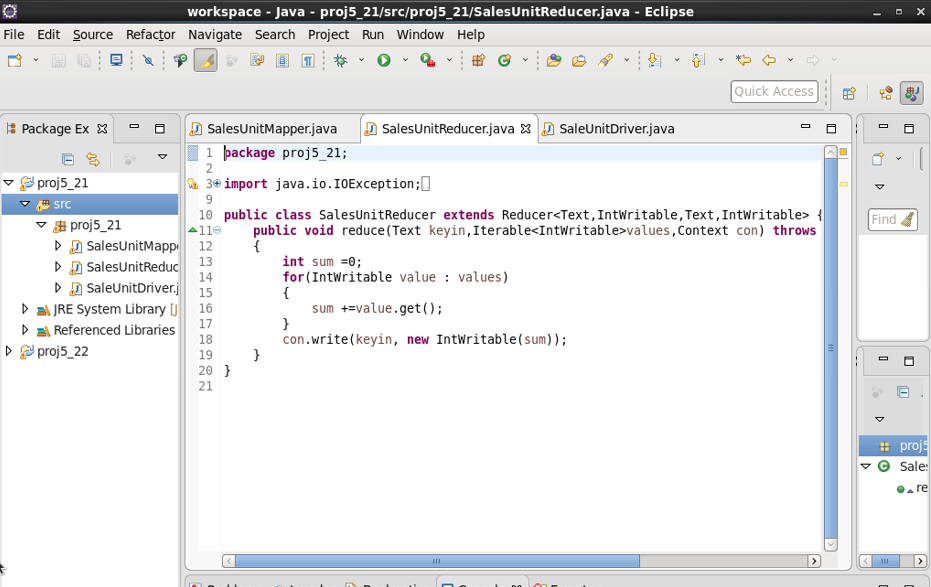 workspace - Java - proj5_21/src/proj5_21/SalesUnitReducer.java - Eclipse
File Edit Source Refactor Navigate Search Project Run Window Help
Quick Access
Package Ex
SalesUnitMapper.java
SalesUnitReducer.java
SaleUnitDriver.java
proj5_21
src
proj5_21
SalesUnitMapp
SalesUnitReduc
SaleUnitDriver.j
JRE System Library [
Referenced Libraries
proj5_22
1 package proj5_21;
2
3 import java.io.IOException;
9
10 public class SalesUnitReducer extends Reducer<Text,IntWritable,Text,IntWritable> {
11 public void reduce(Text keyin,Iterable<IntWritable>values,Context con) throws
12 {
13 int sum =0;
14 for(IntWritable value : values)
15 {
16 sum +=value.get();
17 }
18 con.write(keyin, new IntWritable(sum));
19 }
20 }
21
Find
proj5
Sales
re